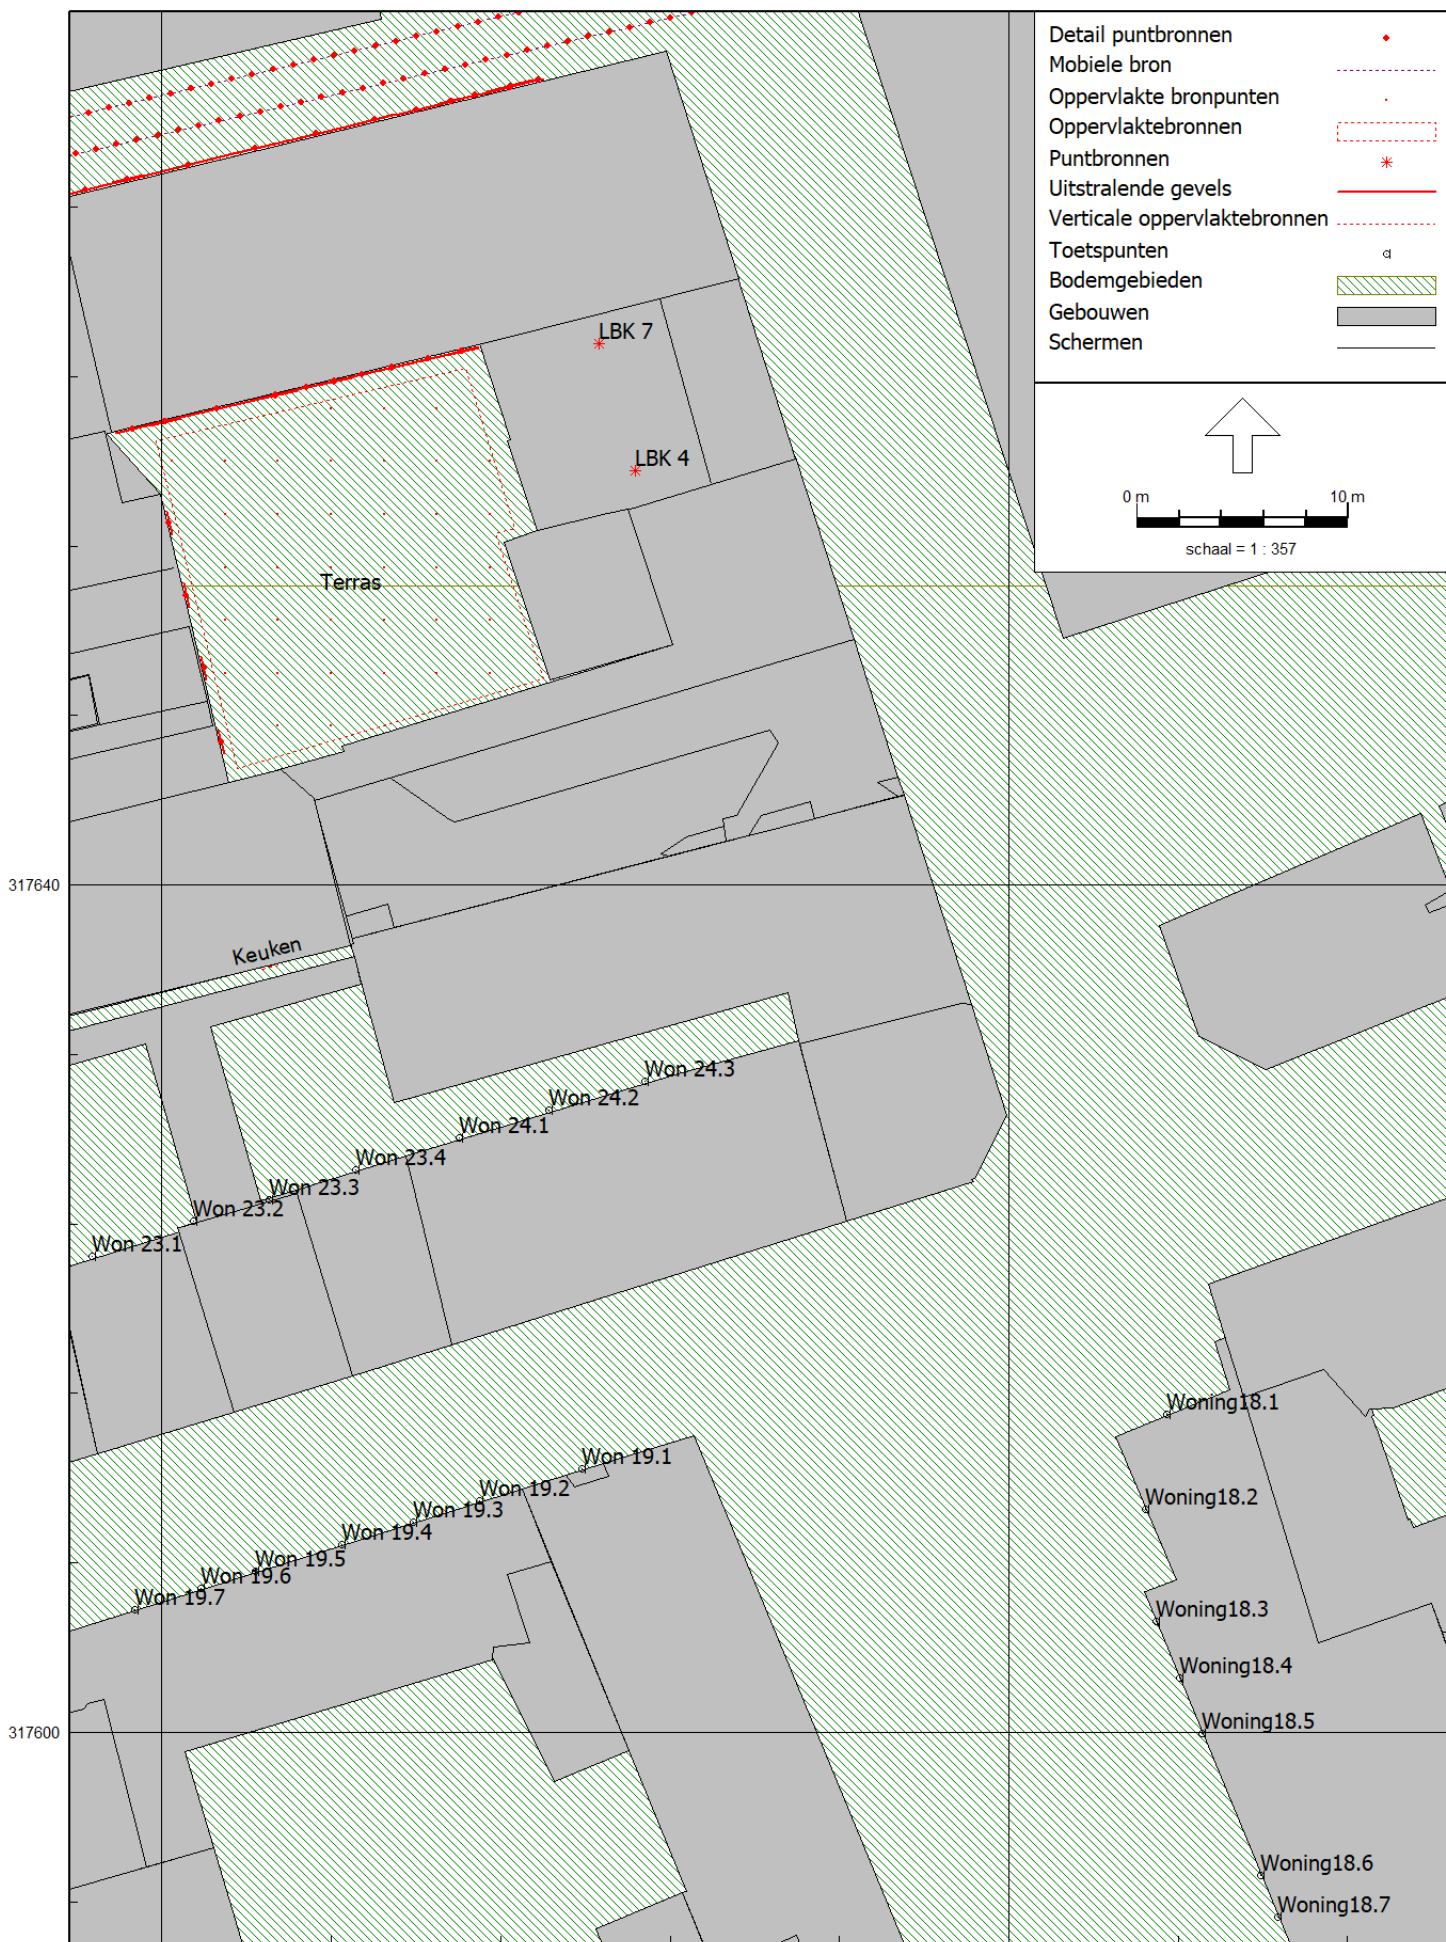 Detail puntbronnen
Mobiele bron
Oppervlakte bronpunten
Oppervlaktebronnen
Puntbronnen
Uitstralende gevels
Verticale oppervlaktebronnen
Toetspunten
Bodemgebieden
Gebouwen
Schermen
0 m 10 m
schaal = 1 : 357
LBK 7
LBK 4
Terras
317640
Keuken
Won 24.3
Won 24.2
Won 24.1
Won 23.4
Won 23.3
Won 23.2
Won 23.1
Woning18.1
Won 19.1
Won 19.2
Woning18.2
Won 19.3
Won 19.4
Won 19.5
Won 19.6
Won 19.7
Woning18.3
Woning18.4
Woning18.5
317600
Woning18.6
Woning18.7